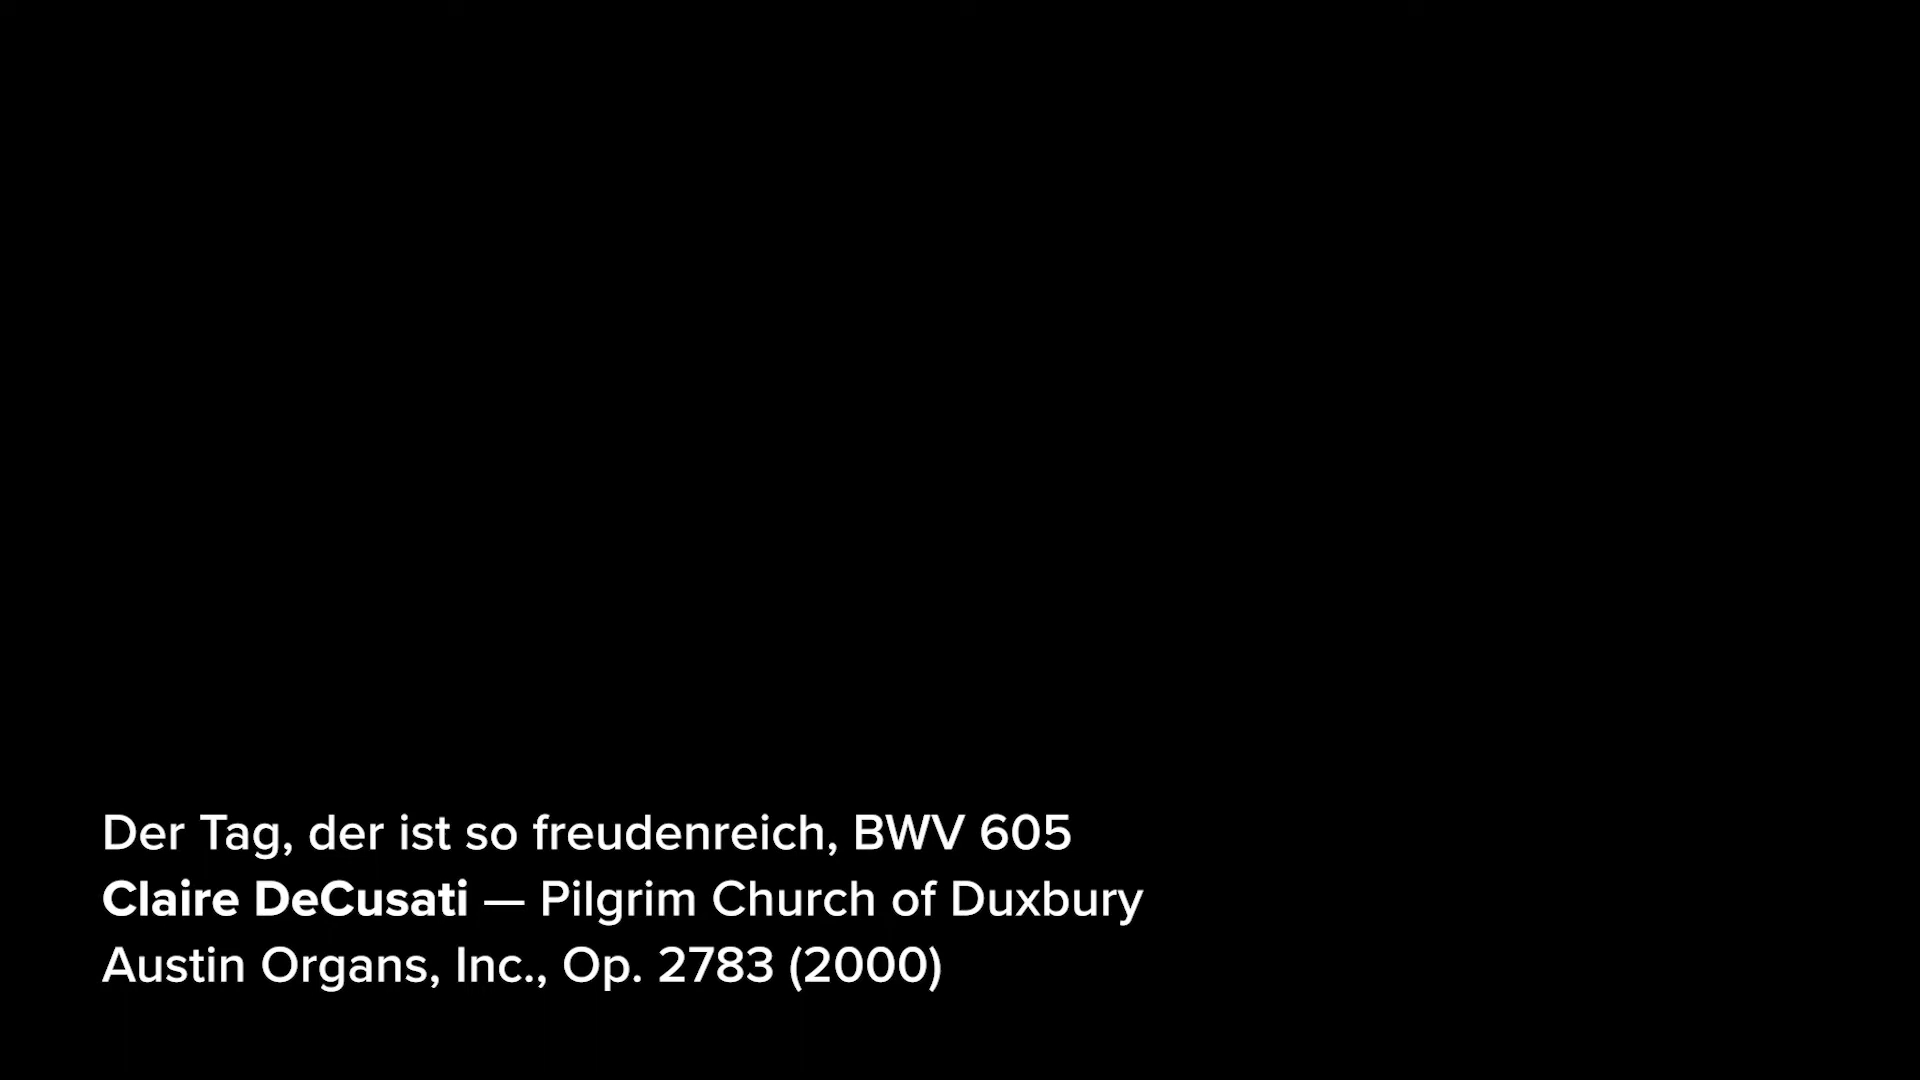 Der Tag, der ist so freudenreich, BWV 605
Claire DeCusati — Pilgrim Church of Duxbury
Austin Organs, Inc., Op. 2783 (2000)